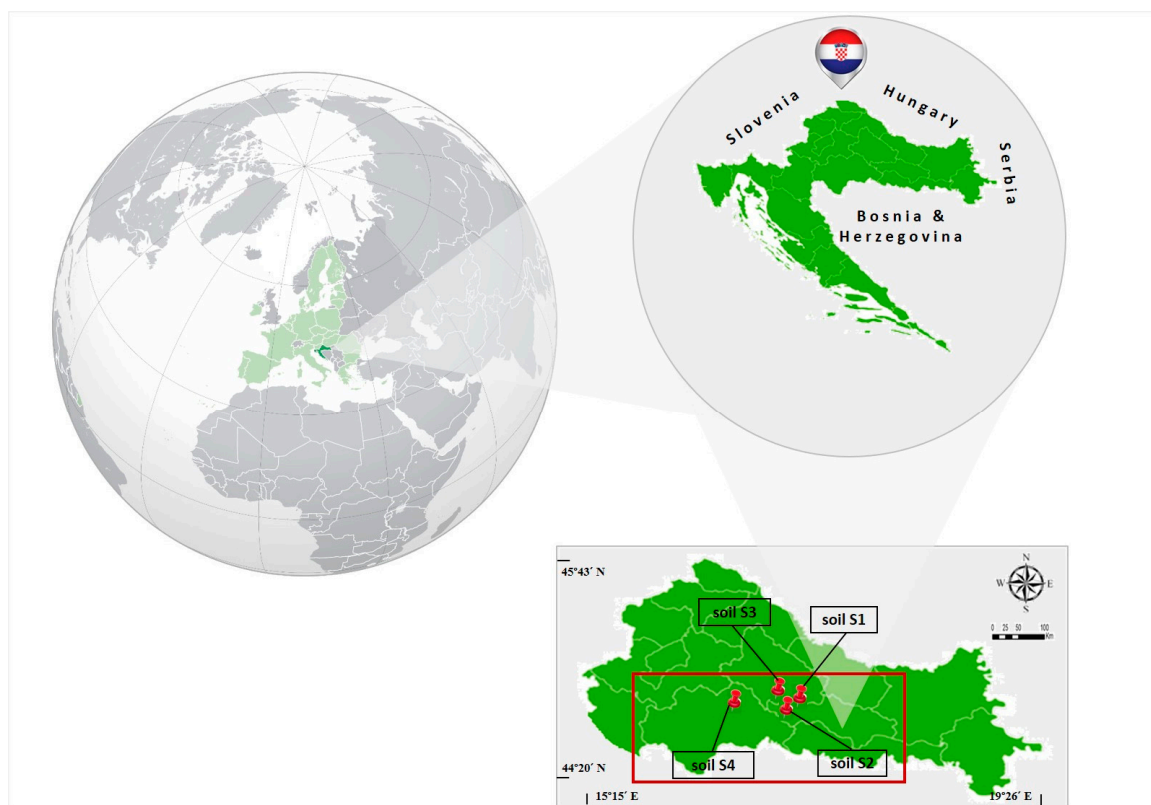 Slovenia
Hungary
Serbia
Bosnia &
Herzegovina
45°43′ N
N
W
E
S
soil S3
soil S1
0 25 50 100
Km
soil S4
soil S2
44°20′ N
15°15′ E
19°26′ E